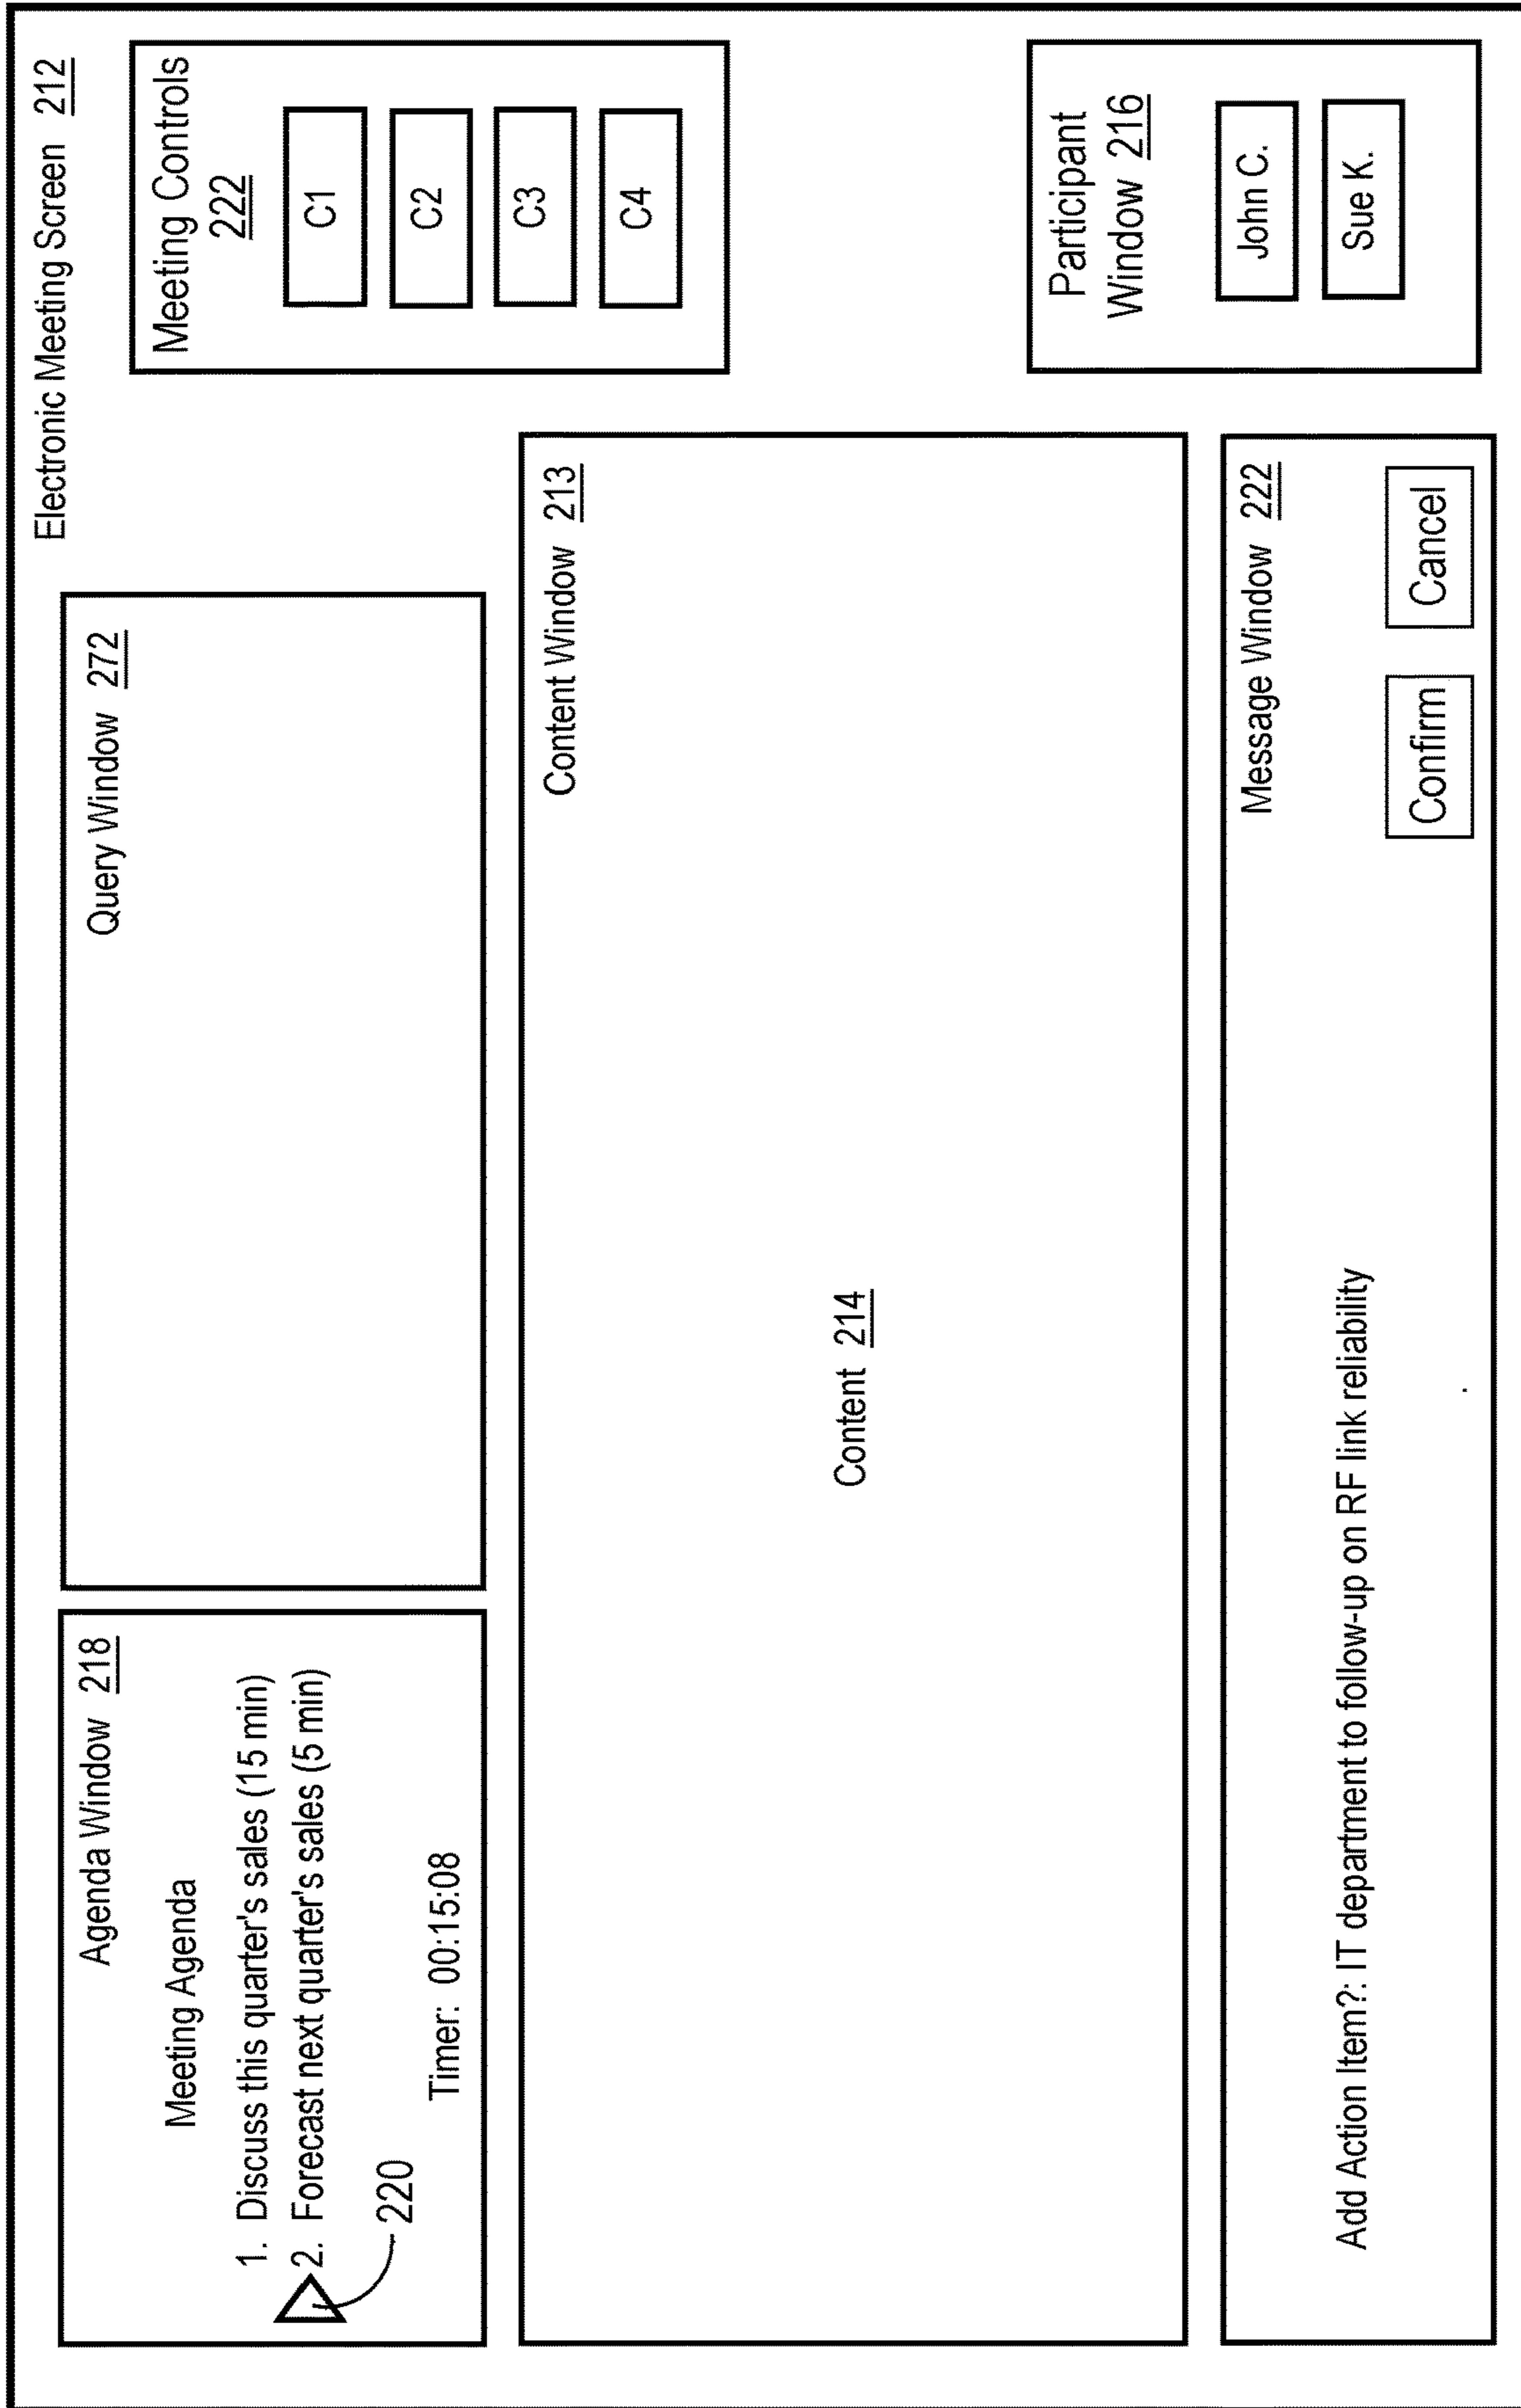 Electronic Meeting Screen 212
Agenda Window 218
Meeting Agenda
1. Discuss this quarter's sales (15 min)
2. Forecast next quarter's sales (5 min)
220
Timer: 00:15:08
Query Window 272
Meeting Controls
222
C1
C2
C3
C4
Content Window 213
Content 214
Participant
Window 216
John C.
Sue K.
Message Window 222
Add Action Item?: IT department to follow-up on RF link reliability
Confirm
Cancel